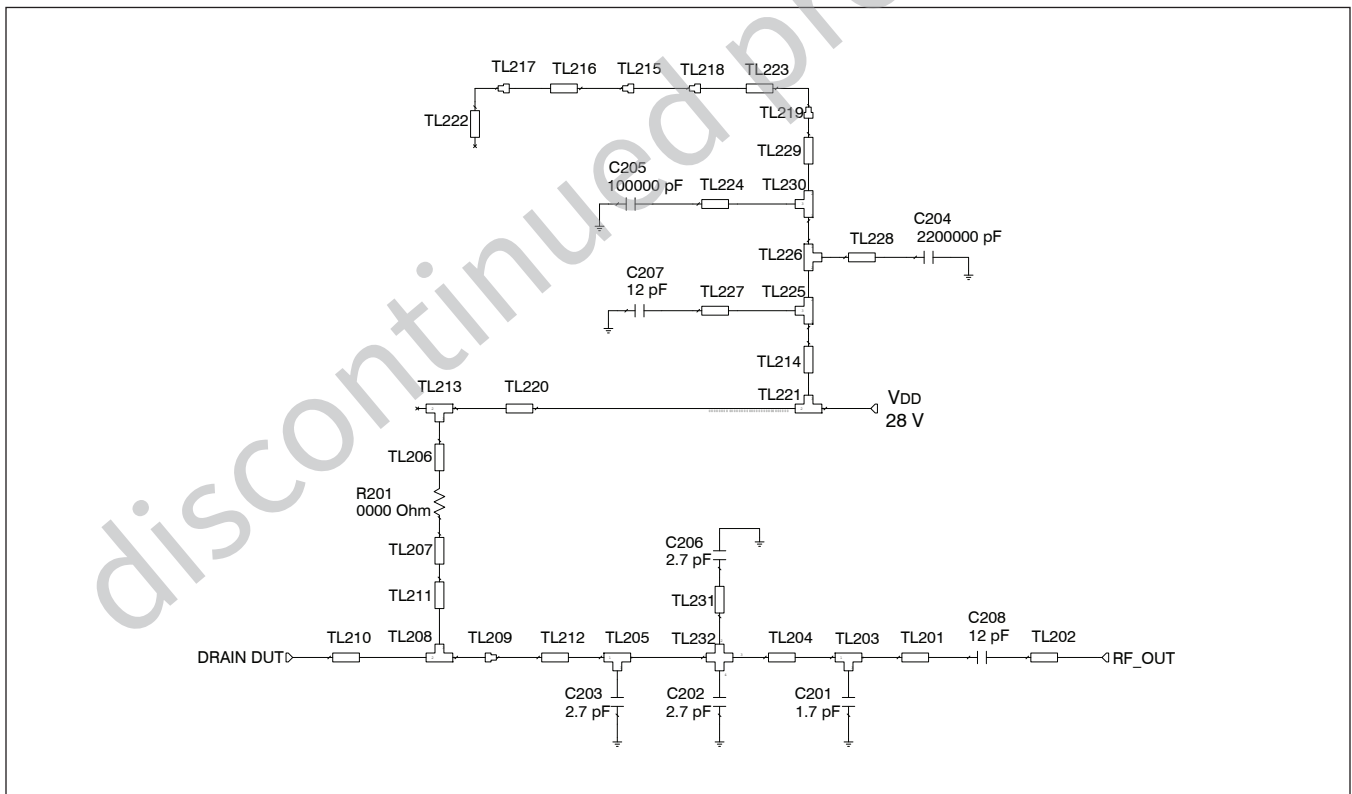 discontinued pr
TL217 TL216 TL215 TL218 TL223
TL222
TL219
TL229
C205
100000 pF
TL224
TL230
C204
2200000 pF
TL228
TL226
C207
12 pF
TL227
TL225
TL214
TL213
TL220
TL221
VDD
28 V
TL206
R201
0000 Ohm
TL207
C206
2.7 pF
TL211
TL231
C208
12 pF
DRAIN DUT
TL210 TL208 TL209 TL212 TL205 TL232 TL204 TL203 TL201 TL202
RF_OUT
C203
2.7 pF
C202
2.7 pF
C201
1.7 pF